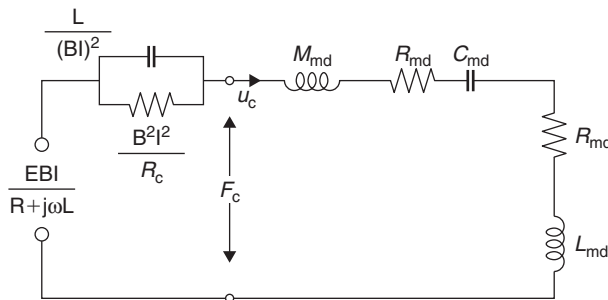 L
(Bl)²
M_md
R_md
C_md
u_c
B²l²
R_c
R_md
EBl
R+jωL
F_c
L_md